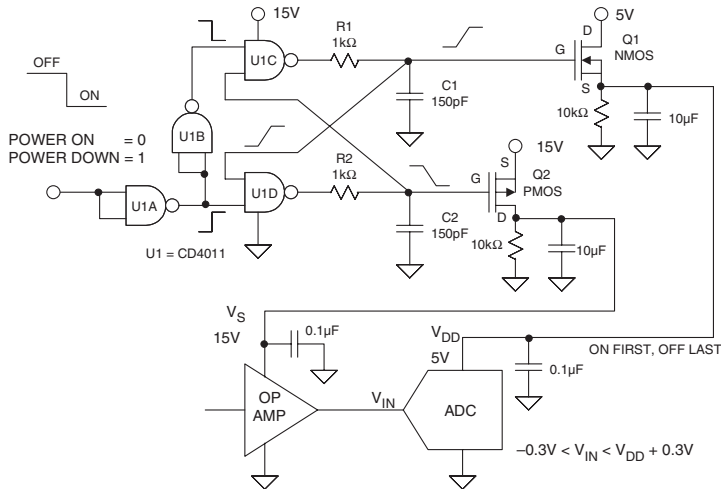 15V
R1
1kΩ
5V
D
Q1
NMOS
G
S
OFF
ON
U1C
C1
150pF
10kΩ
10µF
U1B
POWER ON = 0
POWER DOWN = 1
R2
1kΩ
15V
S
G
Q2
PMOS
D
U1D
U1A
C2
150pF
10kΩ
10µF
U1 = CD4011
VS
15V
0.1µF
VDD
5V
ON FIRST, OFF LAST
0.1µF
OP
AMP
VIN
ADC
–0.3V < VIN < VDD + 0.3V